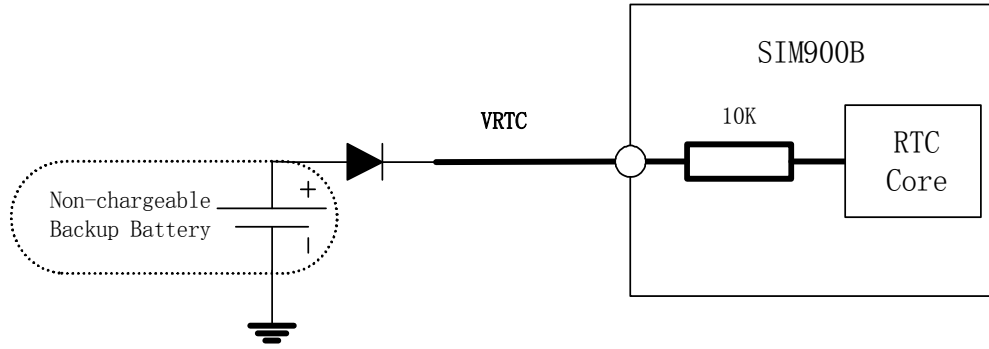 SIM900B
VRTC
10K
RTC
Core
Non-chargeable
Backup Battery
+